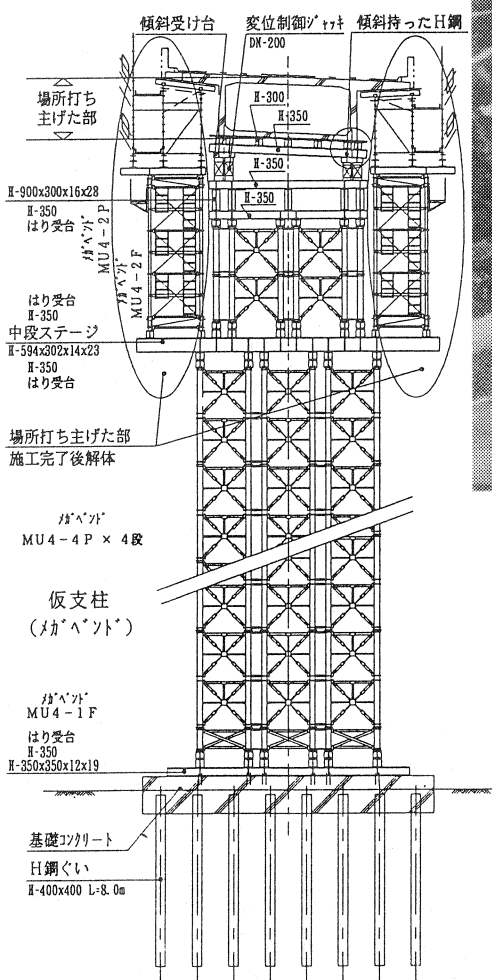 傾斜受け台
変位制御ｼﾞｬｯｷ
DN-200
傾斜持ったH鋼
場所打ち
主げた部
H-300
H-350
H-350
H-350
H-900x300x16x28
H-350
はり受台
ﾒｶﾞﾍﾞﾝﾄﾞ
MU4-2P
ﾒｶﾞﾍﾞﾝﾄﾞ
MU4-2F
はり受台
H-350
中段ステージ
H-594x302x14x23
H-350
はり受台
場所打ち主げた部
施工完了後解体
ﾒｶﾞﾍﾞﾝﾄﾞ
MU4-4P × 4段
仮支柱
(ﾒｶﾞﾍﾞﾝﾄﾞ)
ﾒｶﾞﾍﾞﾝﾄﾞ
MU4-1F
はり受台
H-350
H-350x350x12x19
基礎ｺﾝｸﾘｰﾄ
H鋼ぐい
H-400x400 L=8.0m